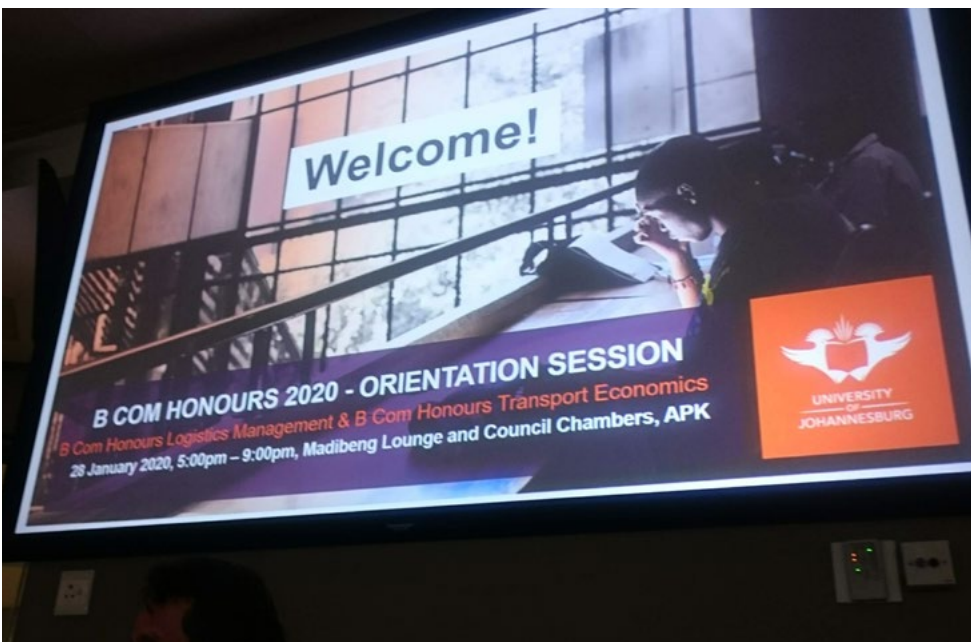 Welcome!
B COM HONOURS 2020 - ORIENTATION SESSION
B Com Honours Logistics Management & B Com Honours Transport Economics
28 January 2020, 5:00pm – 9:00pm, Madibeng Lounge and Council Chambers, APK
UNIVERSITY
OF
JOHANNESBURG